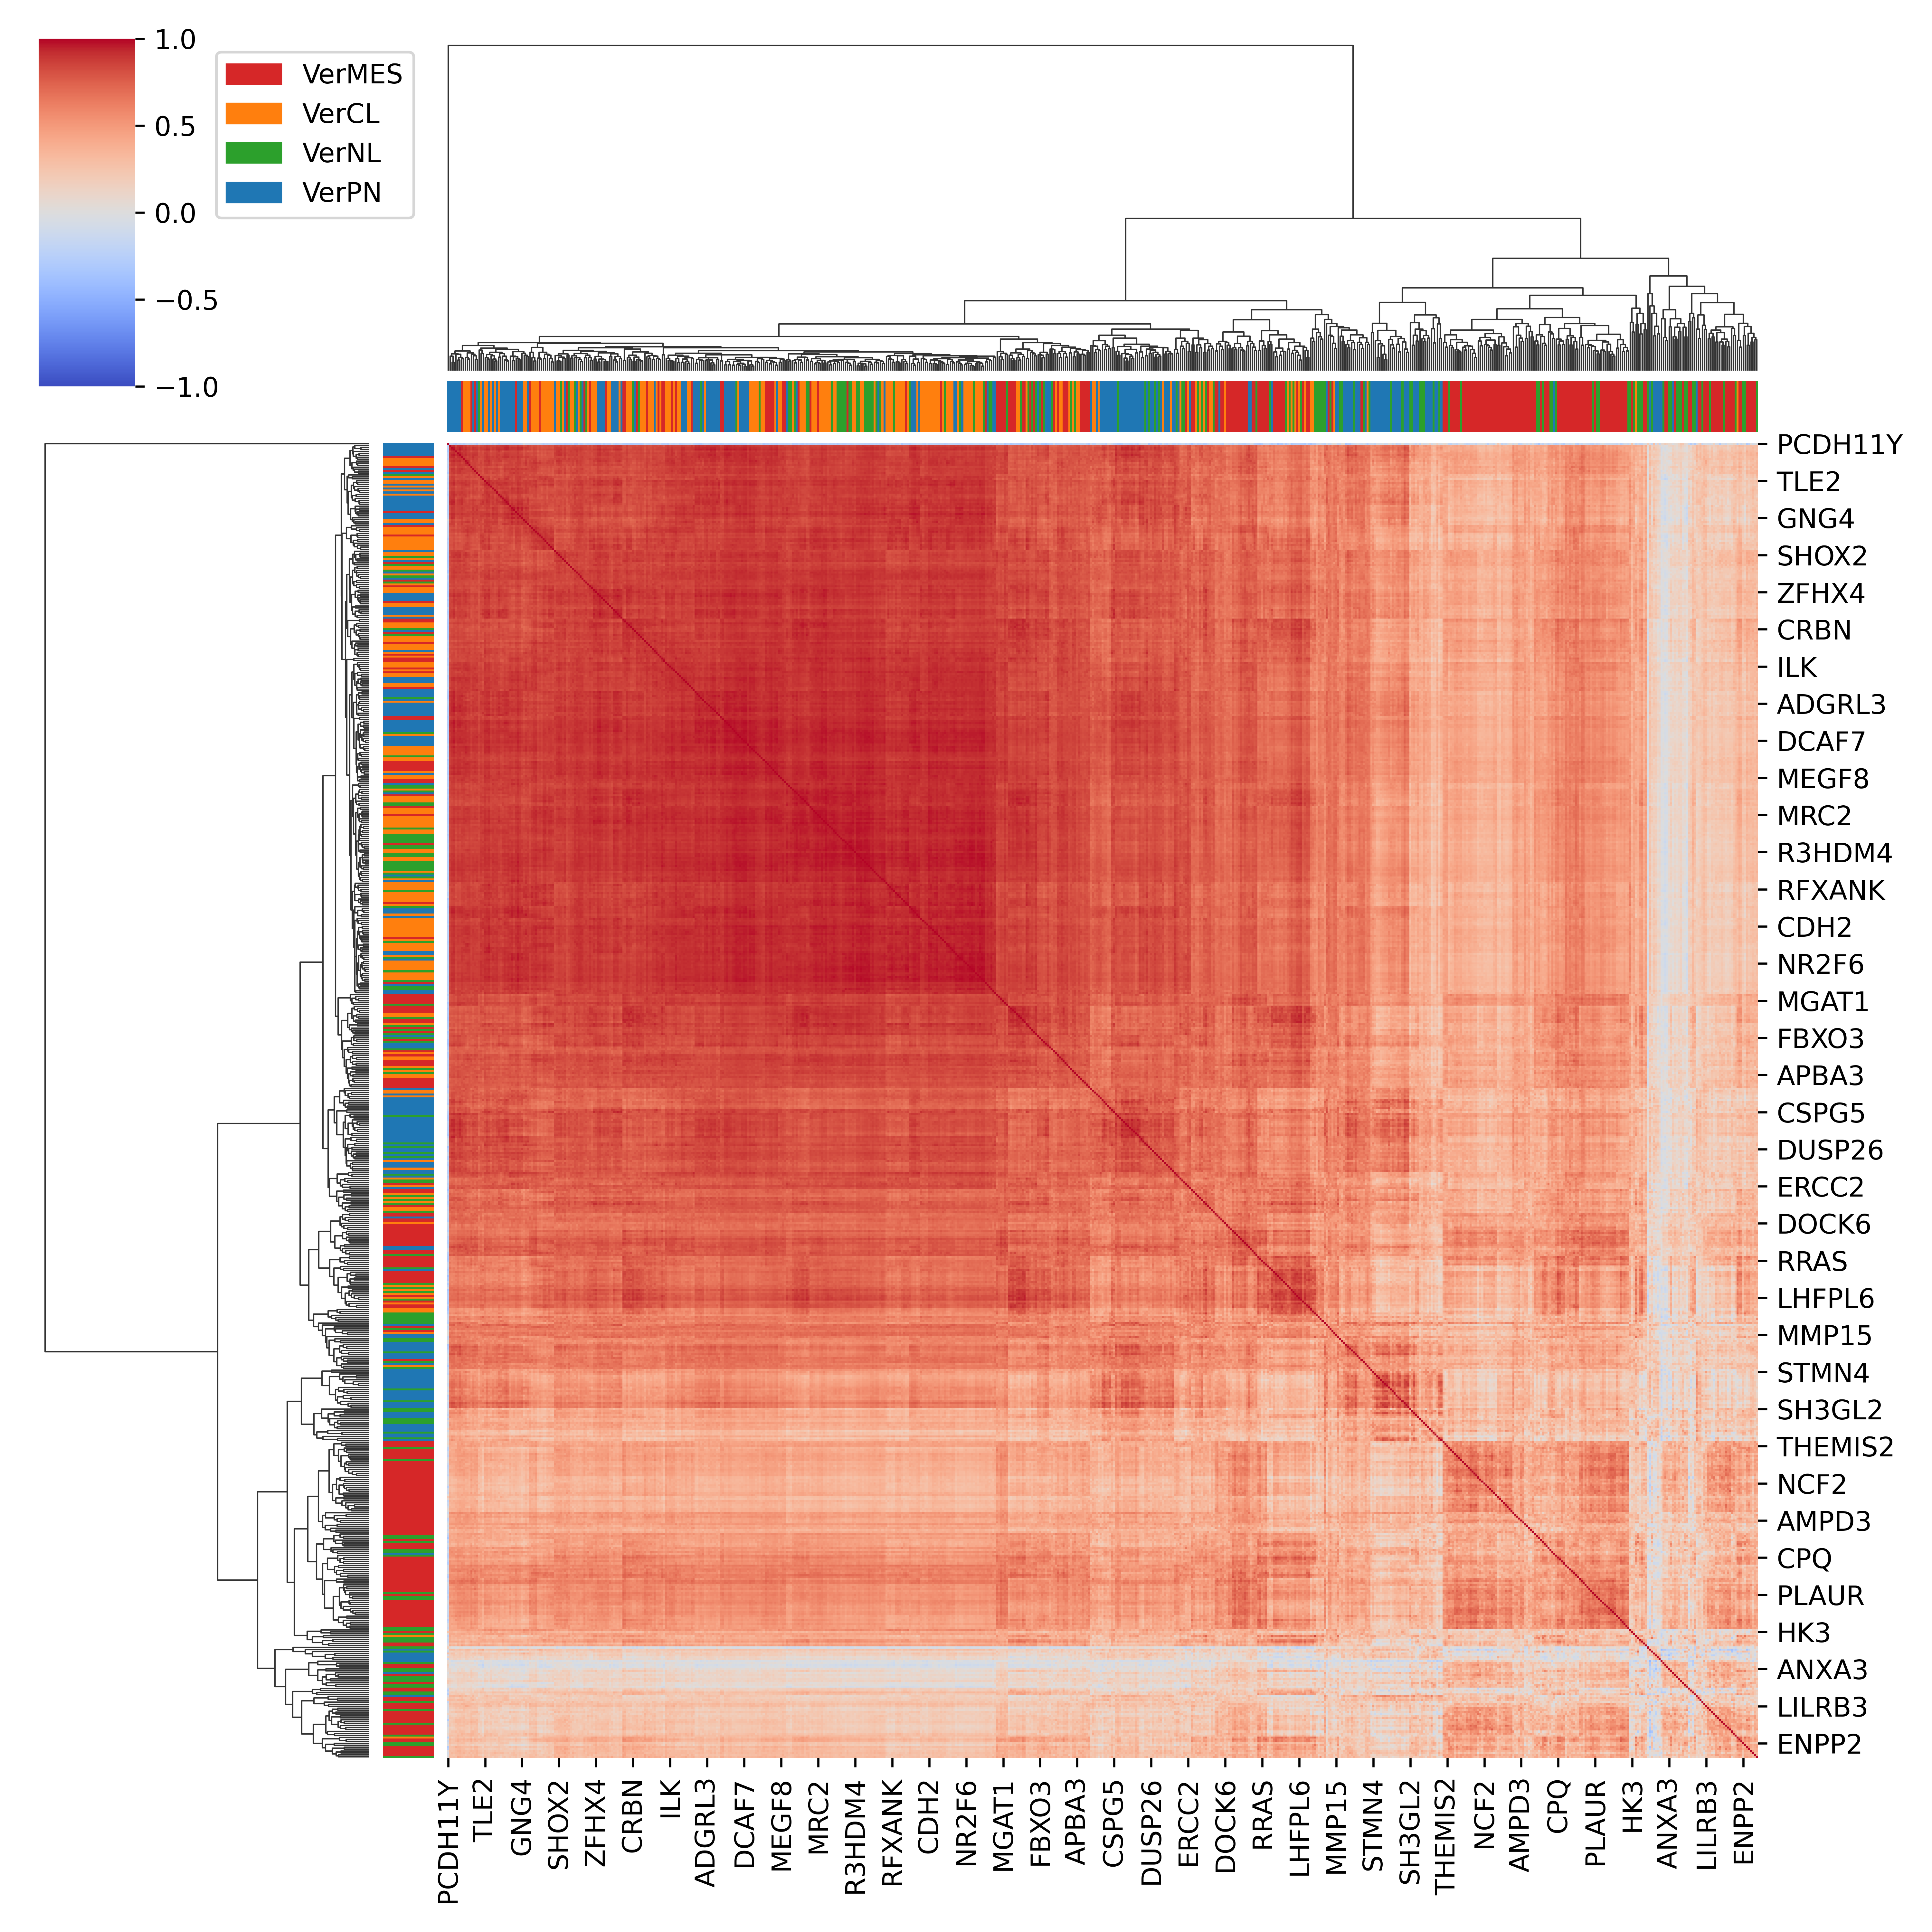 1.0
0.5
0.0
−0.5
−1.0
VerMES
VerCL
VerNL
VerPN
PCDH11Y
TLE2
GNG4
SHOX2
ZFHX4
CRBN
ILK
ADGRL3
DCAF7
MEGF8
MRC2
R3HDM4
RFXANK
CDH2
NR2F6
MGAT1
FBXO3
APBA3
CSPG5
DUSP26
ERCC2
DOCK6
RRAS
LHFPL6
MMP15
STMN4
SH3GL2
THEMIS2
NCF2
AMPD3
CPQ
PLAUR
HK3
ANXA3
LILRB3
ENPP2
PCDH11Y
TLE2
GNG4
SHOX2
ZFHX4
CRBN
ILK
ADGRL3
DCAF7
MEGF8
MRC2
R3HDM4
RFXANK
CDH2
NR2F6
MGAT1
FBXO3
APBA3
CSPG5
DUSP26
ERCC2
DOCK6
RRAS
LHFPL6
MMP15
STMN4
SH3GL2
THEMIS2
NCF2
AMPD3
CPQ
PLAUR
HK3
ANXA3
LILRB3
ENPP2